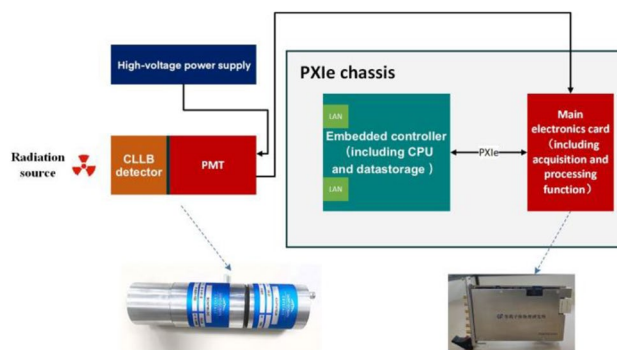 High-voltage power supply
PXIe chassis
LAN
Embedded controller
（including CPU
and datastorage ）
LAN
PXIe
Main
electronics card
（including
acquisition and
processing
function）
Radiation
source
CLLB
detector
PMT